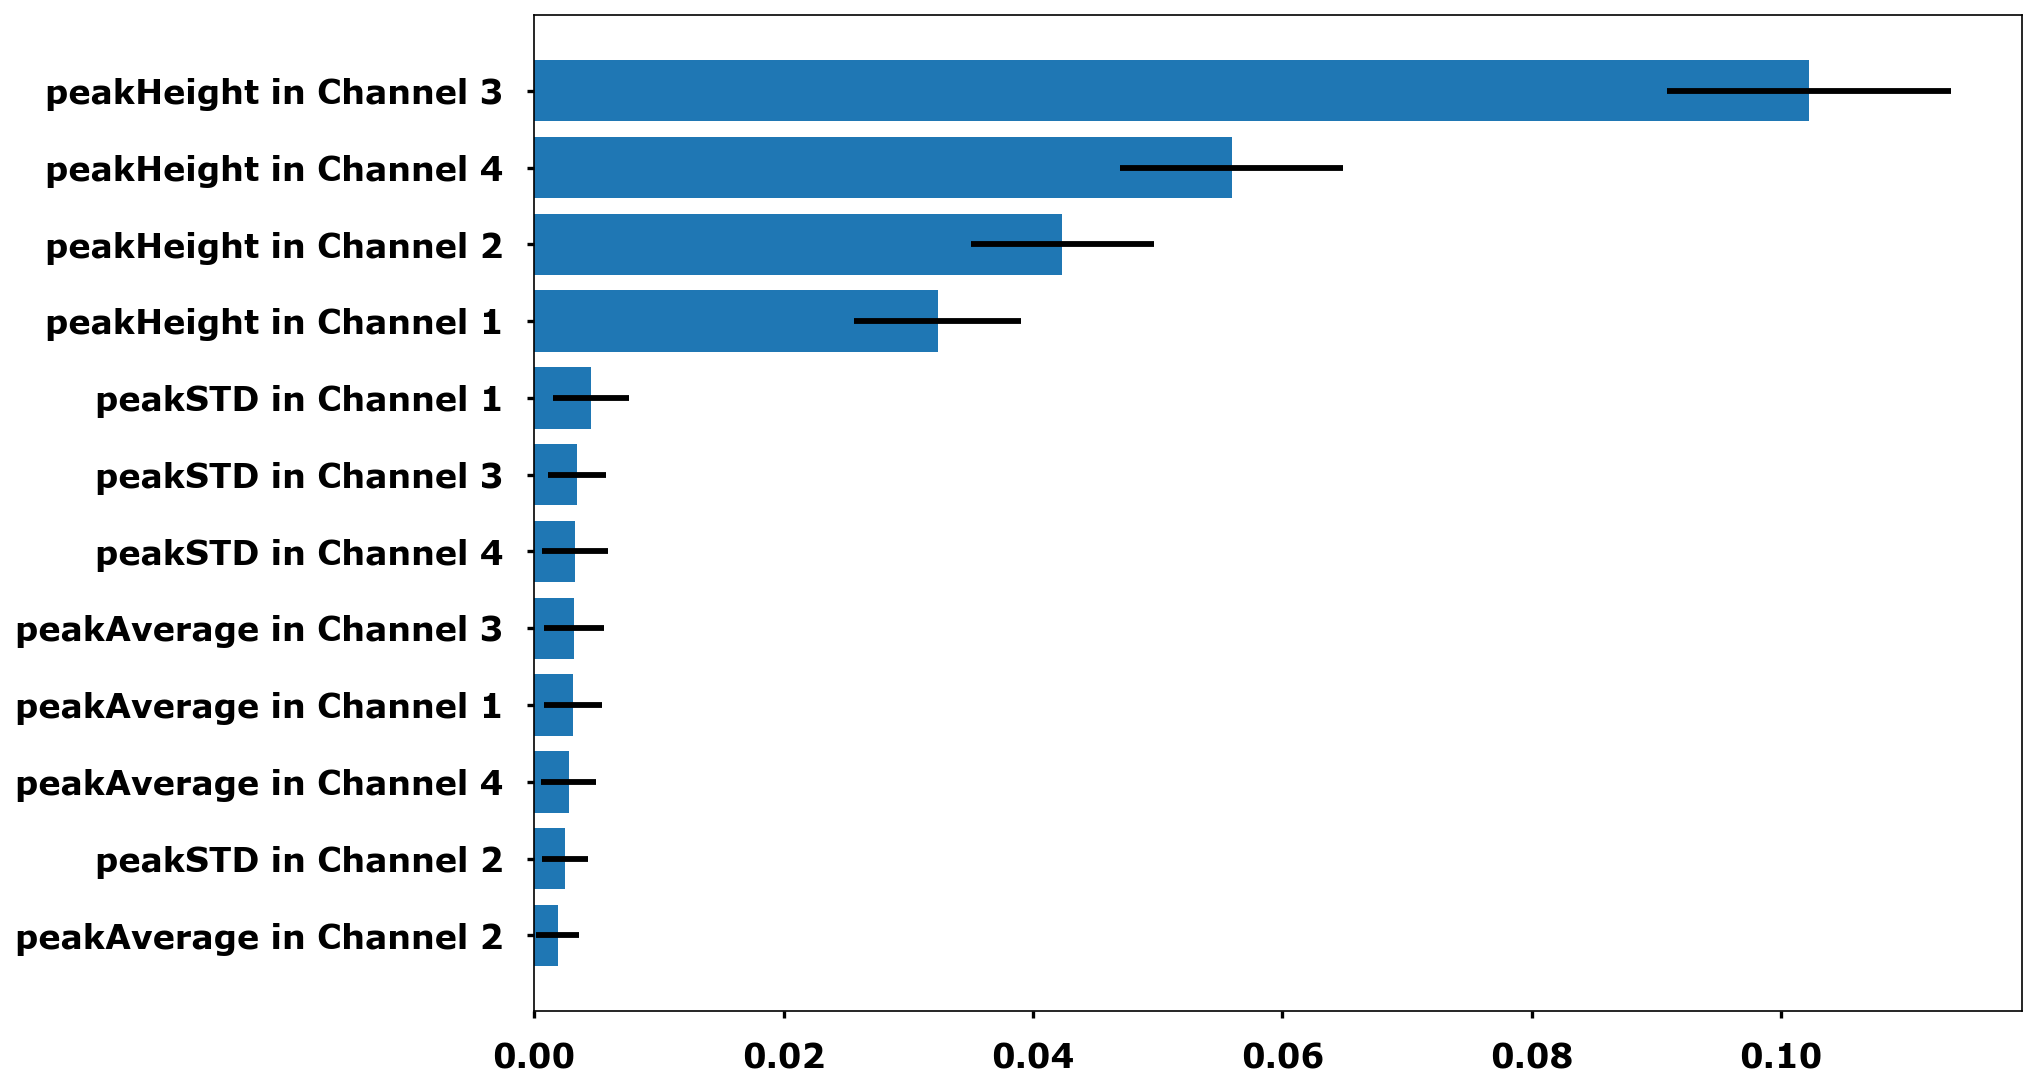 peakHeight in Channel 3
peakHeight in Channel 4
peakHeight in Channel 2
peakHeight in Channel 1
peakSTD in Channel 1
peakSTD in Channel 3
peakSTD in Channel 4
peakAverage in Channel 3
peakAverage in Channel 1
peakAverage in Channel 4
peakSTD in Channel 2
peakAverage in Channel 2
0.00 0.02 0.04 0.06 0.08 0.10